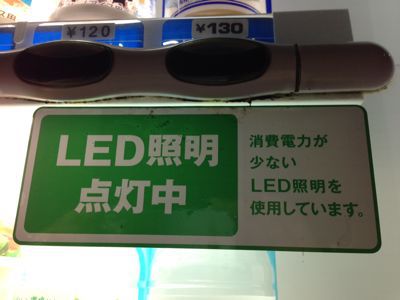 ¥120 ¥130
LED照明
点灯中
消費電力が
少ない
LED照明を
使用しています。